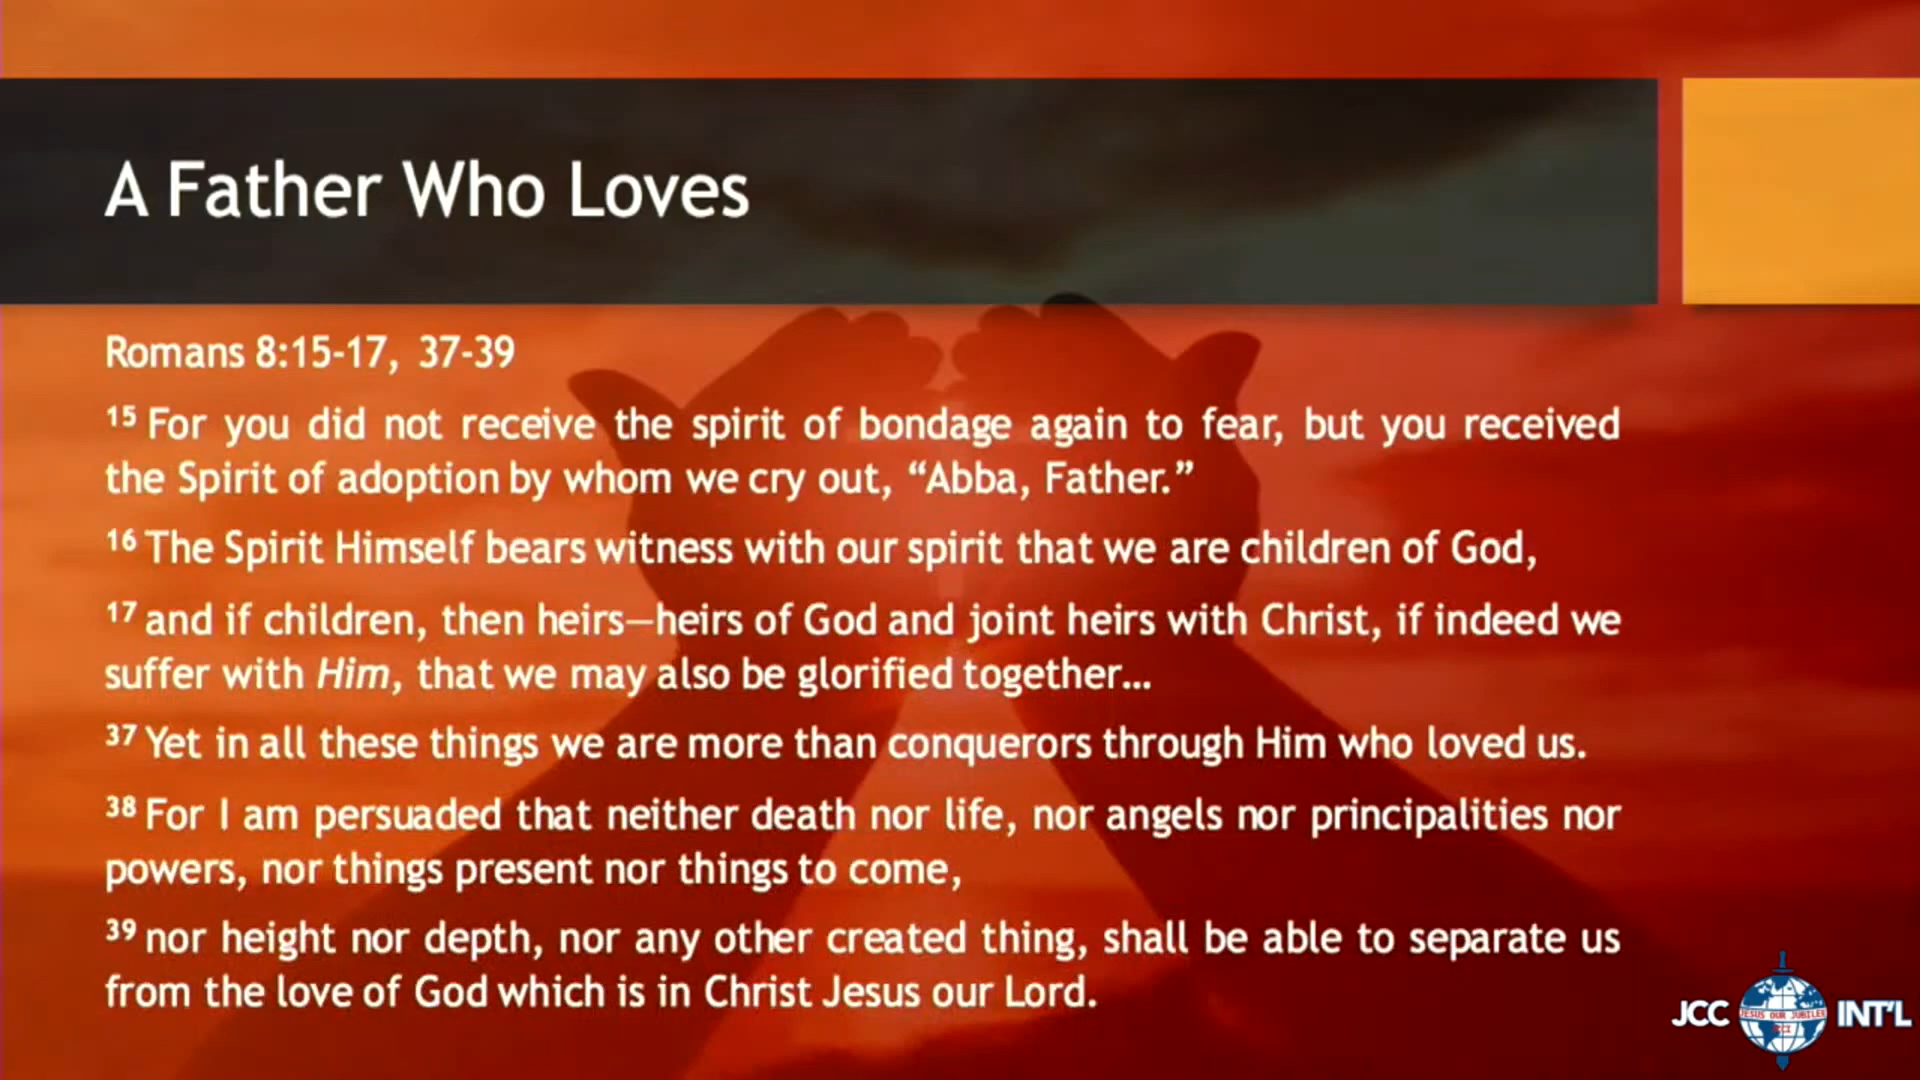 A Father Who Loves
Romans 8:15-17, 37-39
15 For you did not receive the spirit of bondage again to fear, but you received
the Spirit of adoption by whom we cry out, “Abba, Father.”
16 The Spirit Himself bears witness with our spirit that we are children of God,
17 and if children, then heirs—heirs of God and joint heirs with Christ, if indeed we
suffer with Him, that we may also be glorified together…
37 Yet in all these things we are more than conquerors through Him who loved us.
38 For I am persuaded that neither death nor life, nor angels nor principalities nor
powers, nor things present nor things to come,
39 nor height nor depth, nor any other created thing, shall be able to separate us
from the love of God which is in Christ Jesus our Lord.
JCC INT'L
JESUS OUR JUBILEE
JCCI